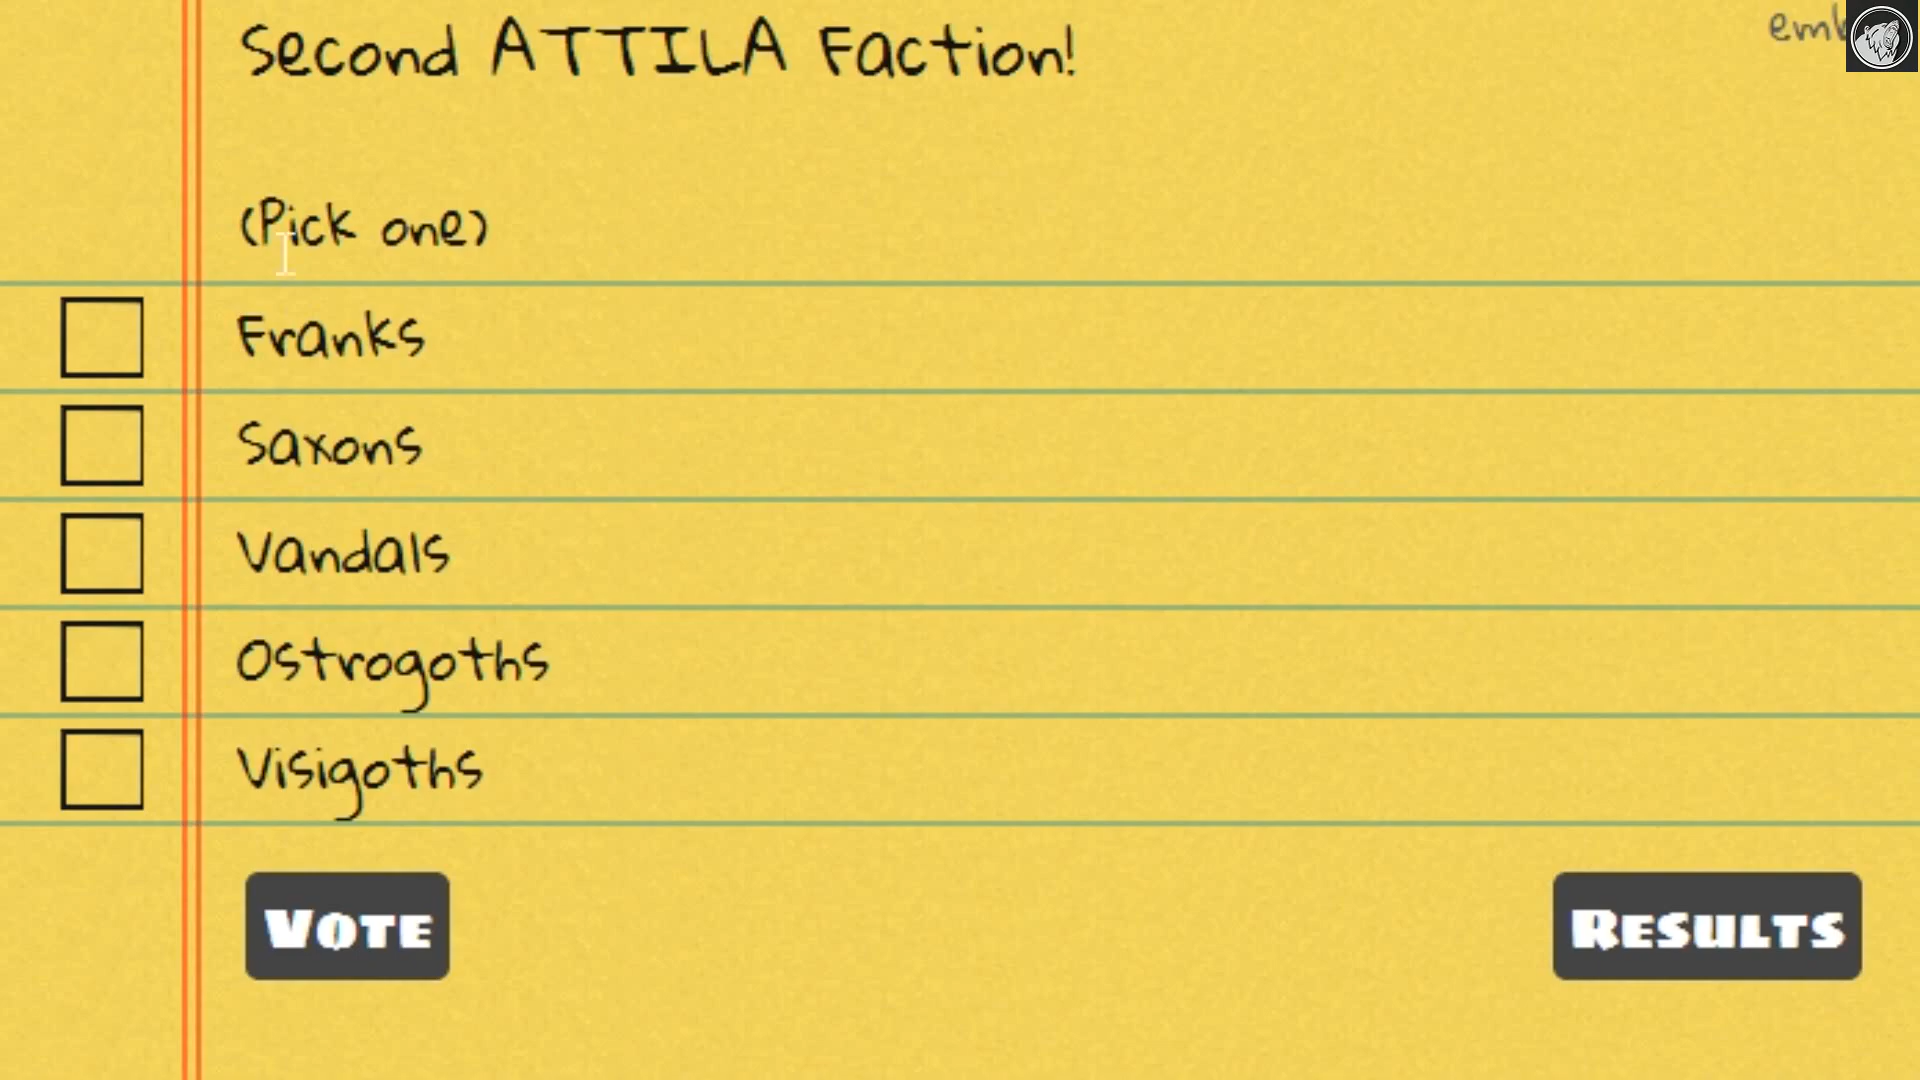 Second ATTILA Faction!
(Pick one)
Franks
Saxons
Vandals
Ostrogoths
Visigoths
Vote
Results